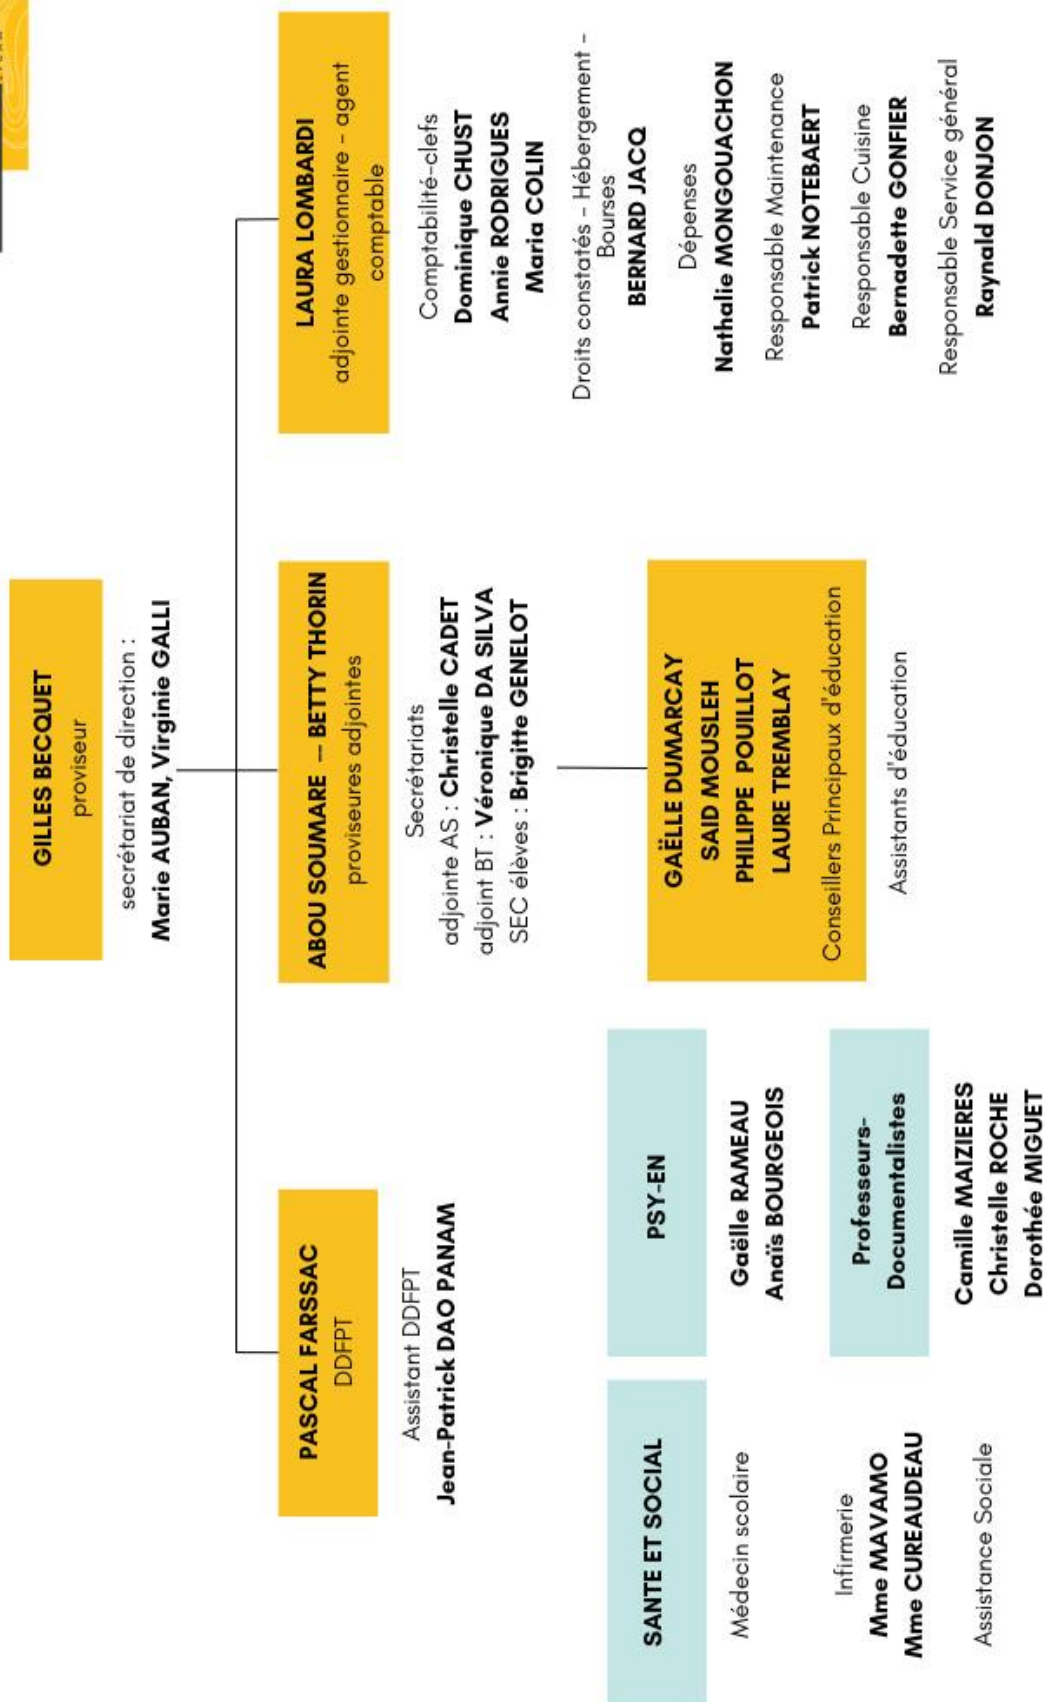 GILLES BECQUET
proviseur
secrétariat de direction :
Marie AUBAN, Virginie GALLI
PASCAL FARSSAC
DDFPT
Assistant DDFPT
Jean-Patrick DAO PANAM
ABOU SOUMARE — BETTY THORIN
proviseures adjointes
Secrétariats
adjointe AS : Christelle CADET
adjoint BT : Véronique DA SILVA
SEC élèves : Brigitte GENELOT
LAURA LOMBARDI
adjointe gestionnaire - agent
comptable
Comptabilité-clefs
Dominique CHUST
Annie RODRIGUES
Maria COLIN
Droits constatés - Hébergement -
Bourses
BERNARD JACQ
Dépenses
Nathalie MONGOUACHON
Responsable Maintenance
Patrick NOTEBAERT
Responsable Cuisine
Bernadette GONFIER
Responsable Service général
Raynald DONJON
GAËLLE DUMARCAY
SAID MOUSLEH
PHILIPPE POUILLOT
LAURE TREMBLAY
Conseillers Principaux d'éducation
Assistants d'éducation
SANTE ET SOCIAL
Médecin scolaire
Infirmerie
Mme MAVAMO
Mme CUREAUDEAU
Assistance Sociale
PSY-EN
Gaëlle RAMEAU
Anaïs BOURGEOIS
Professeurs-
Documentalistes
Camille MAIZIERES
Christelle ROCHE
Dorothée MIGUET